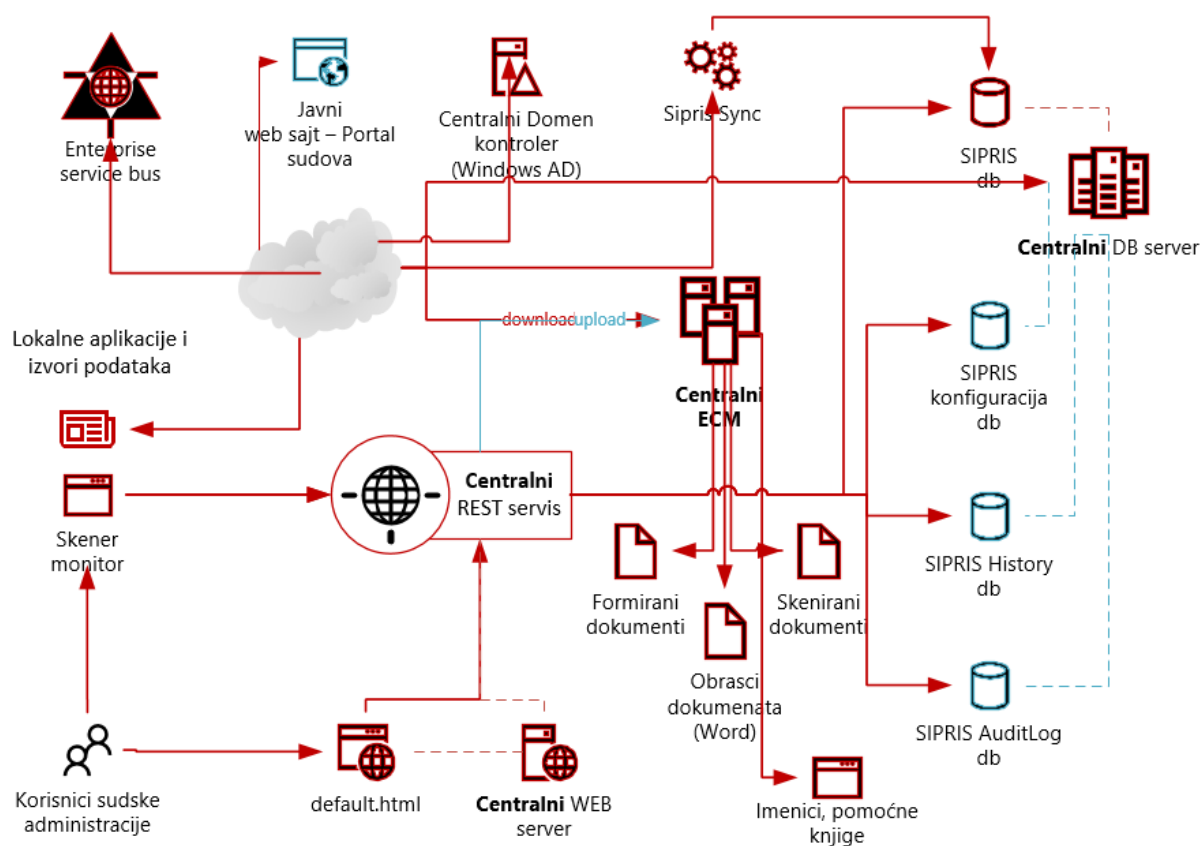 Enterprise
service bus
Javni
web sajt – Portal
sudova
Centralni Domen
kontroler
(Windows AD)
Sipris Sync
SIPRIS
db
Centralni DB server
download
upload
Lokalne aplikacije i
izvori podataka
Centralni
ECM
SIPRIS
konfiguracija
db
Skener
monitor
Centralni
REST servis
Formirani
dokumenti
Skenirani
dokumenti
SIPRIS History
db
Obrasci
dokumenata
(Word)
SIPRIS AuditLog
db
Korisnici sudske
administracije
default.html
Centralni WEB
server
Imenici, pomoćne
knjige